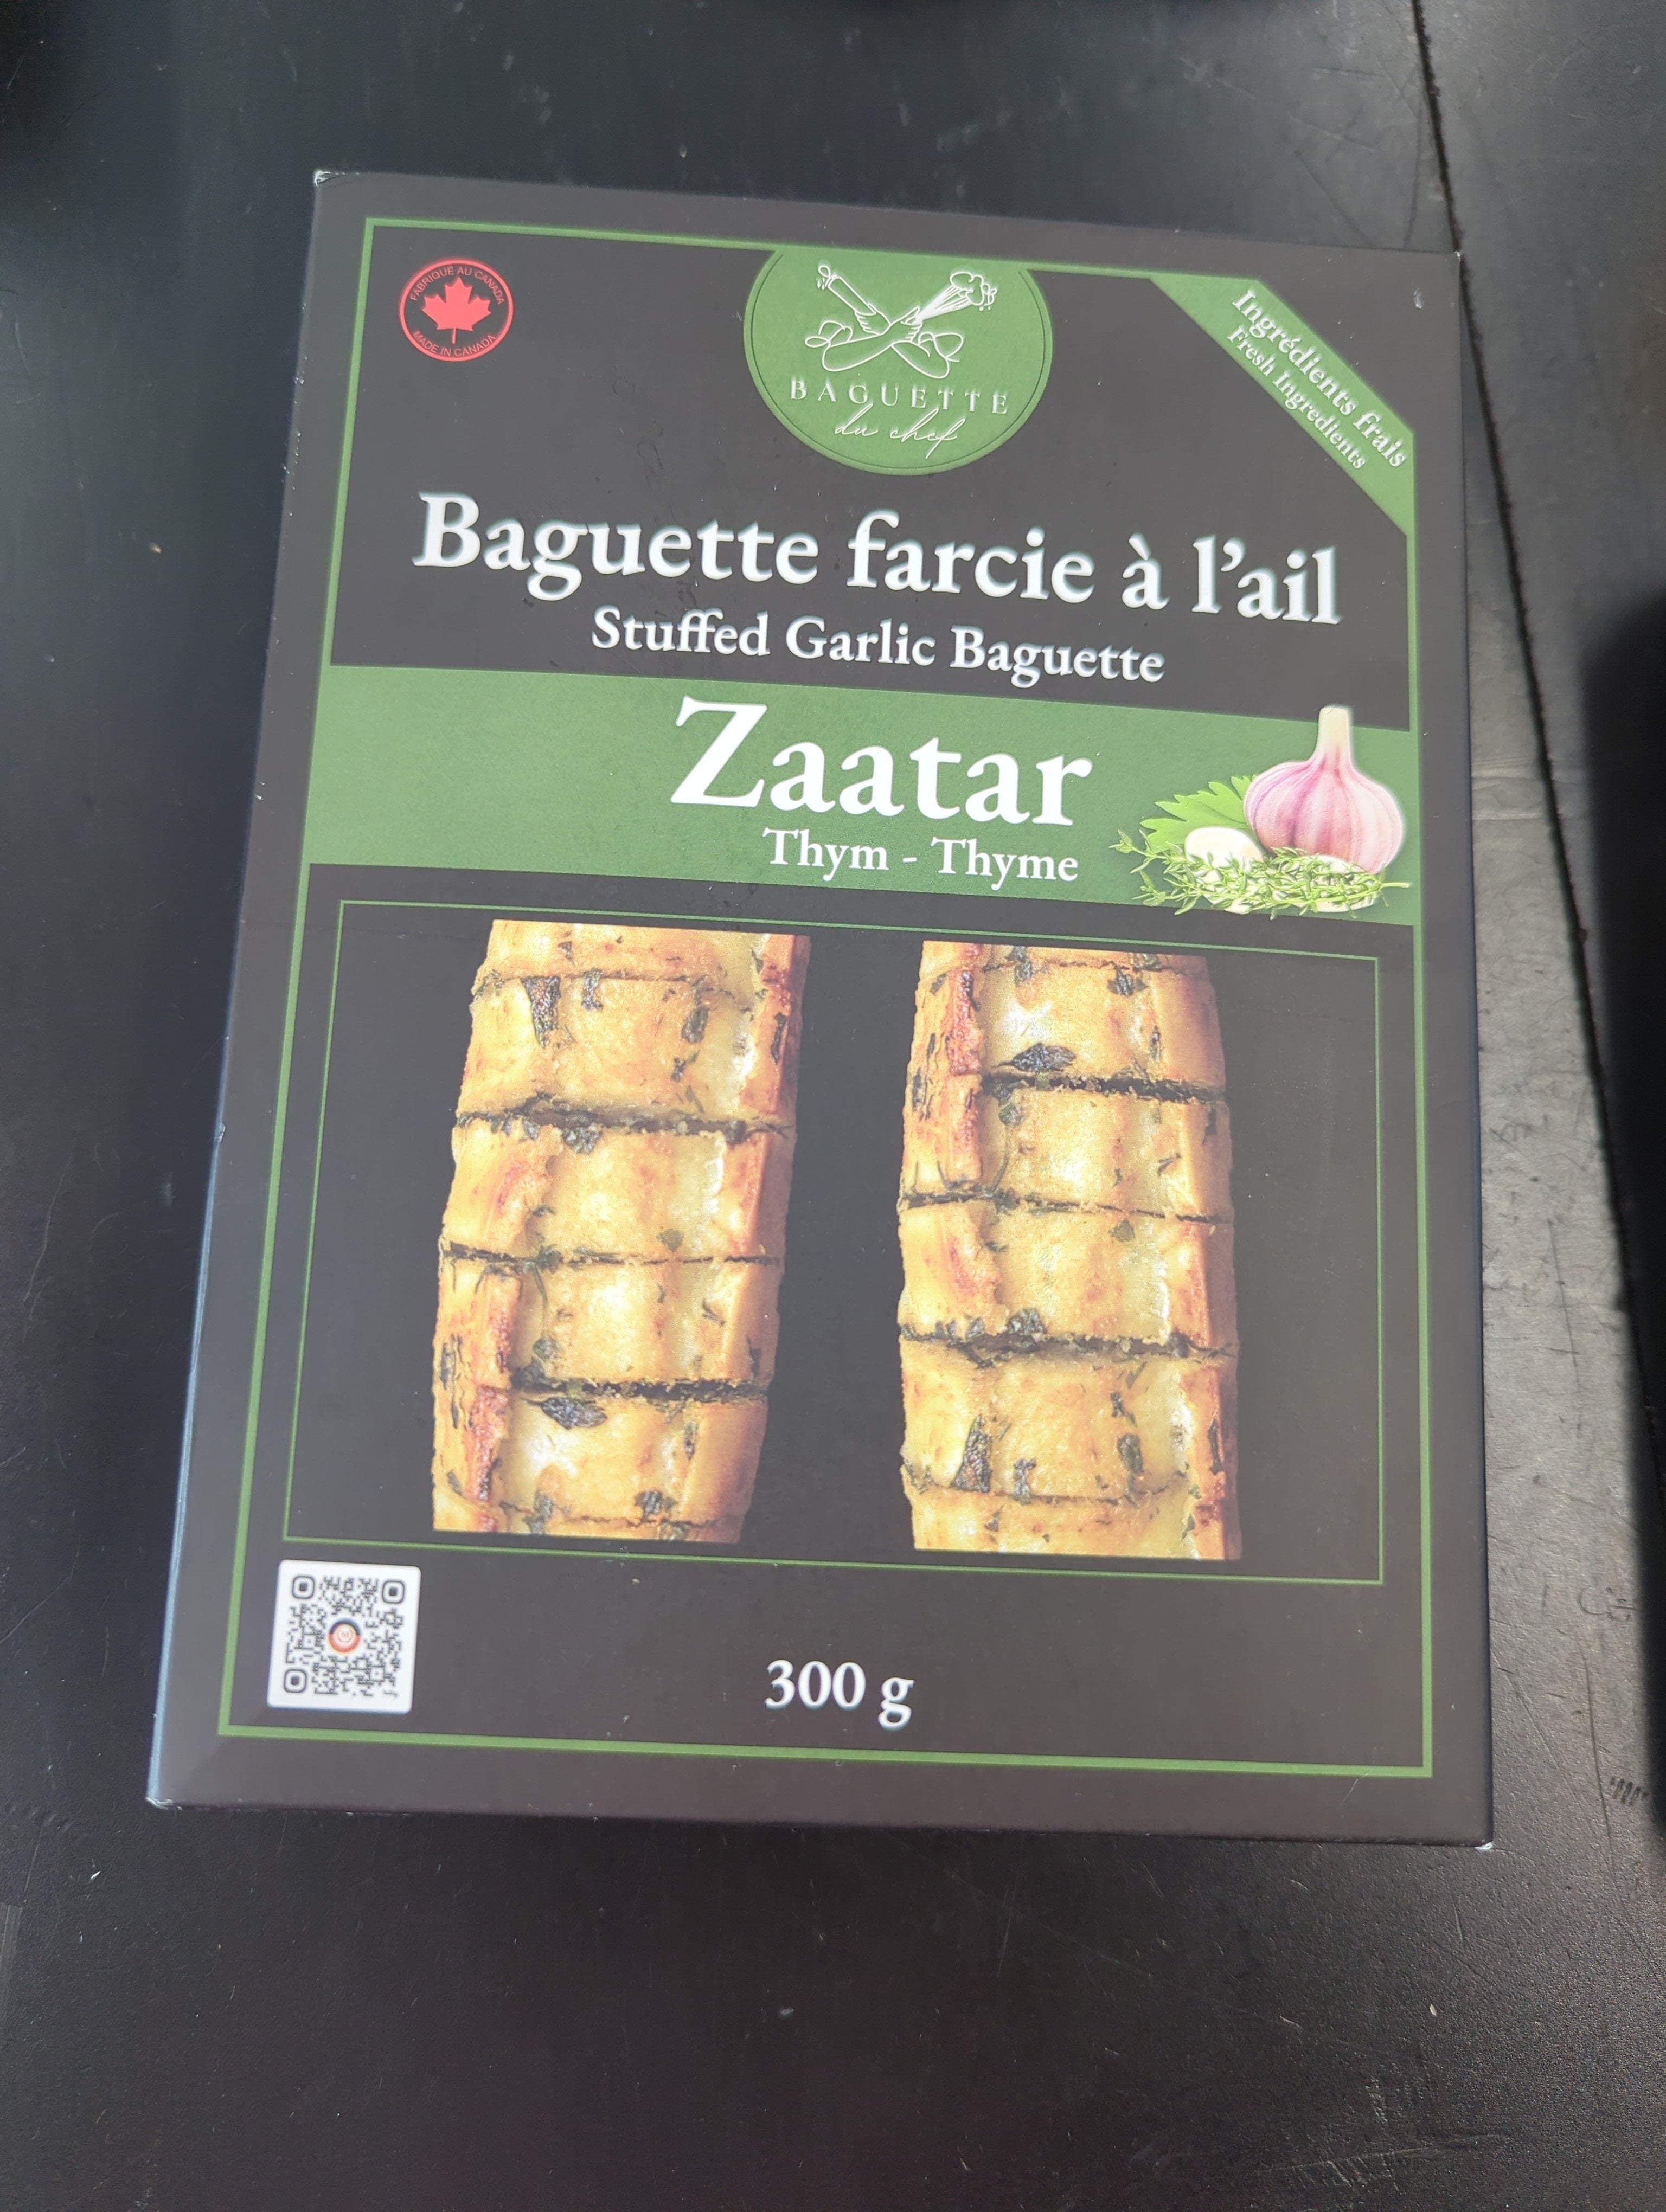 FABRIQUÉ AU CANADA
MADE IN CANADA
BAGUETTE
du chef
Ingrédients frais
Fresh Ingredients
Baguette farcie à l’ail
Stuffed Garlic Baguette
Zaatar
Thym - Thyme
300 g